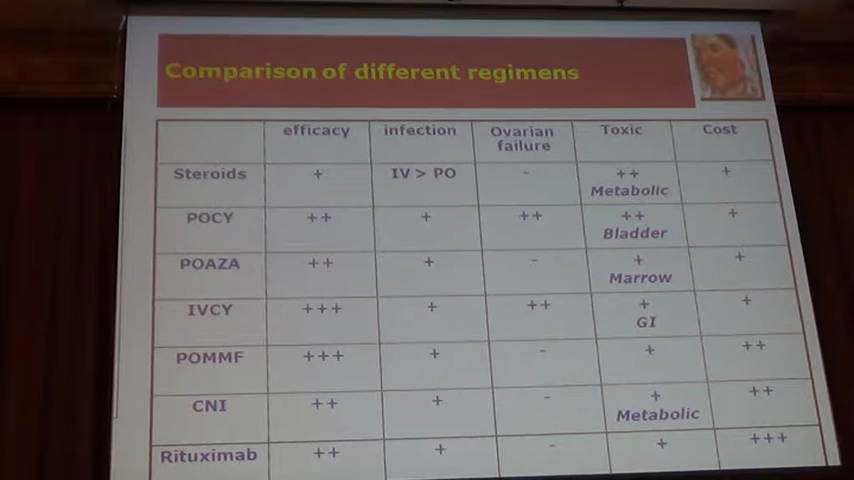 Comparison of different regimens
efficacy infection Ovarian failure Toxic Cost
Steroids + IV > PO - ++ Metabolic +
POCY ++ + ++ ++ Bladder +
POAZA ++ + - + Marrow +
IVCY +++ + ++ + GI +
POMMF +++ + - + ++
CNI ++ + - + Metabolic ++
Rituximab ++ + - + +++